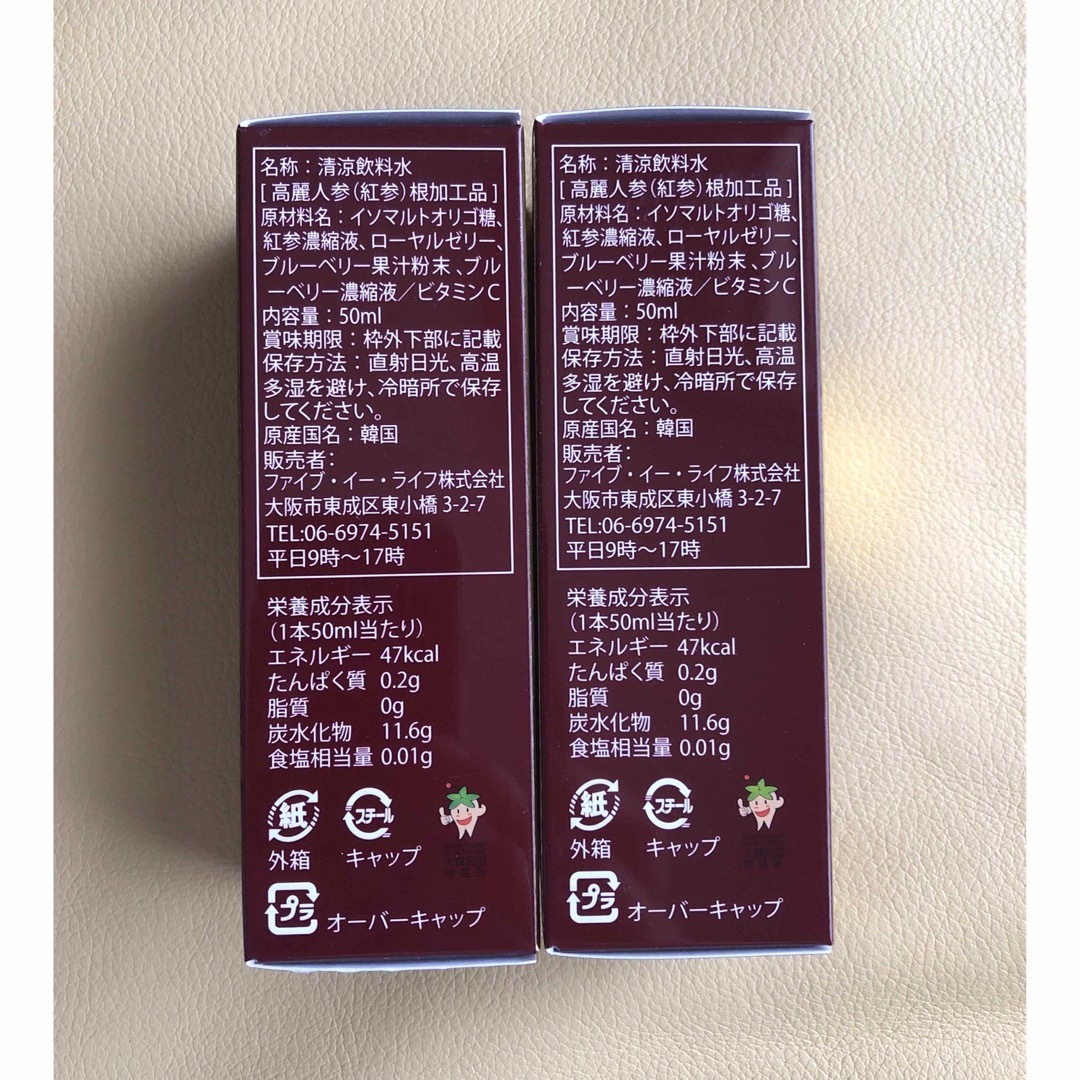 名称：清涼飲料水
[ 高麗人参（紅参）根加工品 ]
原材料名：イソマルトオリゴ糖、
紅参濃縮液、ローヤルゼリー、
ブルーベリー果汁粉末、ブル
ーベリー濃縮液／ビタミンC
内容量：50ml
賞味期限：枠外下部に記載
保存方法：直射日光、高温
多湿を避け、冷暗所で保存
してください。
原産国名：韓国
販売者：
ファイブ・イー・ライフ株式会社
大阪市東成区東小橋 3-2-7
TEL:06-6974-5151
平日9時～17時
栄養成分表示
（1本50ml当たり）
エネルギー 47kcal
たんぱく質 0.2g
脂質 0g
炭水化物 11.6g
食塩相当量 0.01g
紙
外箱
スチール
キャップ
プラ
オーバーキャップ
名称：清涼飲料水
[ 高麗人参（紅参）根加工品 ]
原材料名：イソマルトオリゴ糖、
紅参濃縮液、ローヤルゼリー、
ブルーベリー果汁粉末、ブル
ーベリー濃縮液／ビタミンC
内容量：50ml
賞味期限：枠外下部に記載
保存方法：直射日光、高温
多湿を避け、冷暗所で保存
してください。
原産国名：韓国
販売者：
ファイブ・イー・ライフ株式会社
大阪市東成区東小橋 3-2-7
TEL:06-6974-5151
平日9時～17時
栄養成分表示
（1本50ml当たり）
エネルギー 47kcal
たんぱく質 0.2g
脂質 0g
炭水化物 11.6g
食塩相当量 0.01g
紙
外箱
スチール
キャップ
プラ
オーバーキャップ